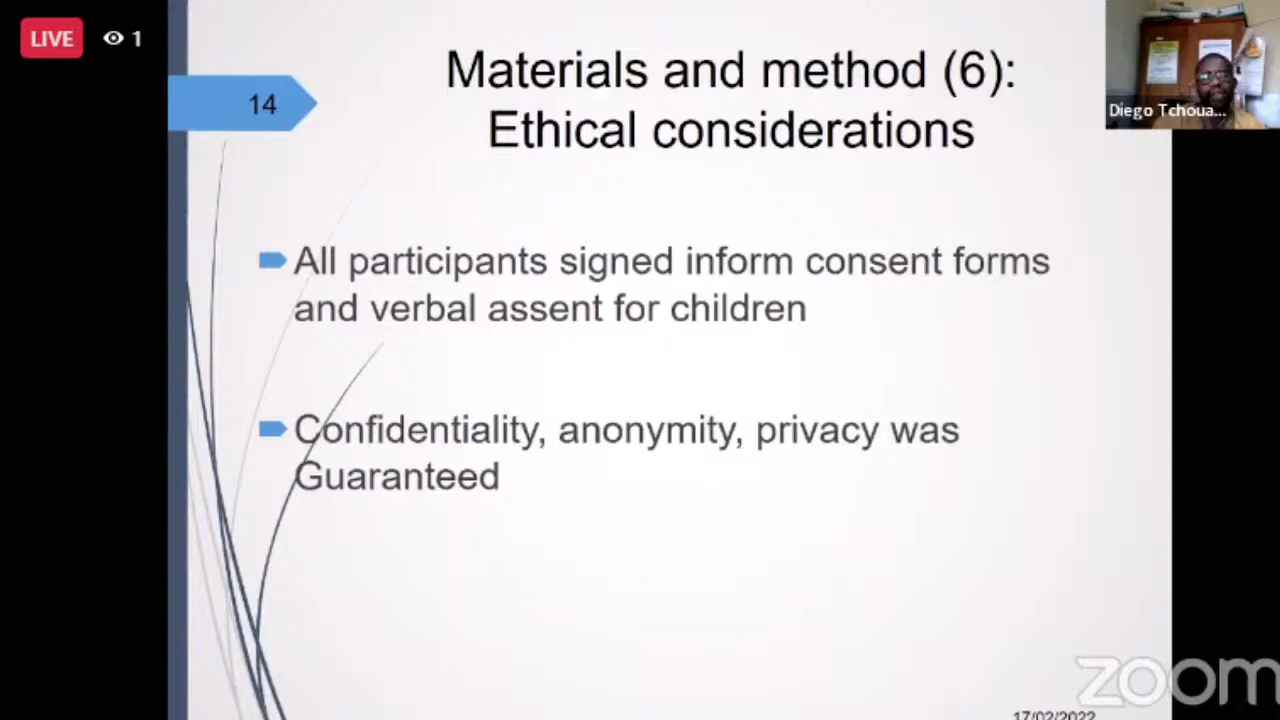 LIVE 1
14
Materials and method (6):
Ethical considerations
Diego Tchoua...
All participants signed inform consent forms
and verbal assent for children
Confidentiality, anonymity, privacy was
Guaranteed
zoom
17/02/2022